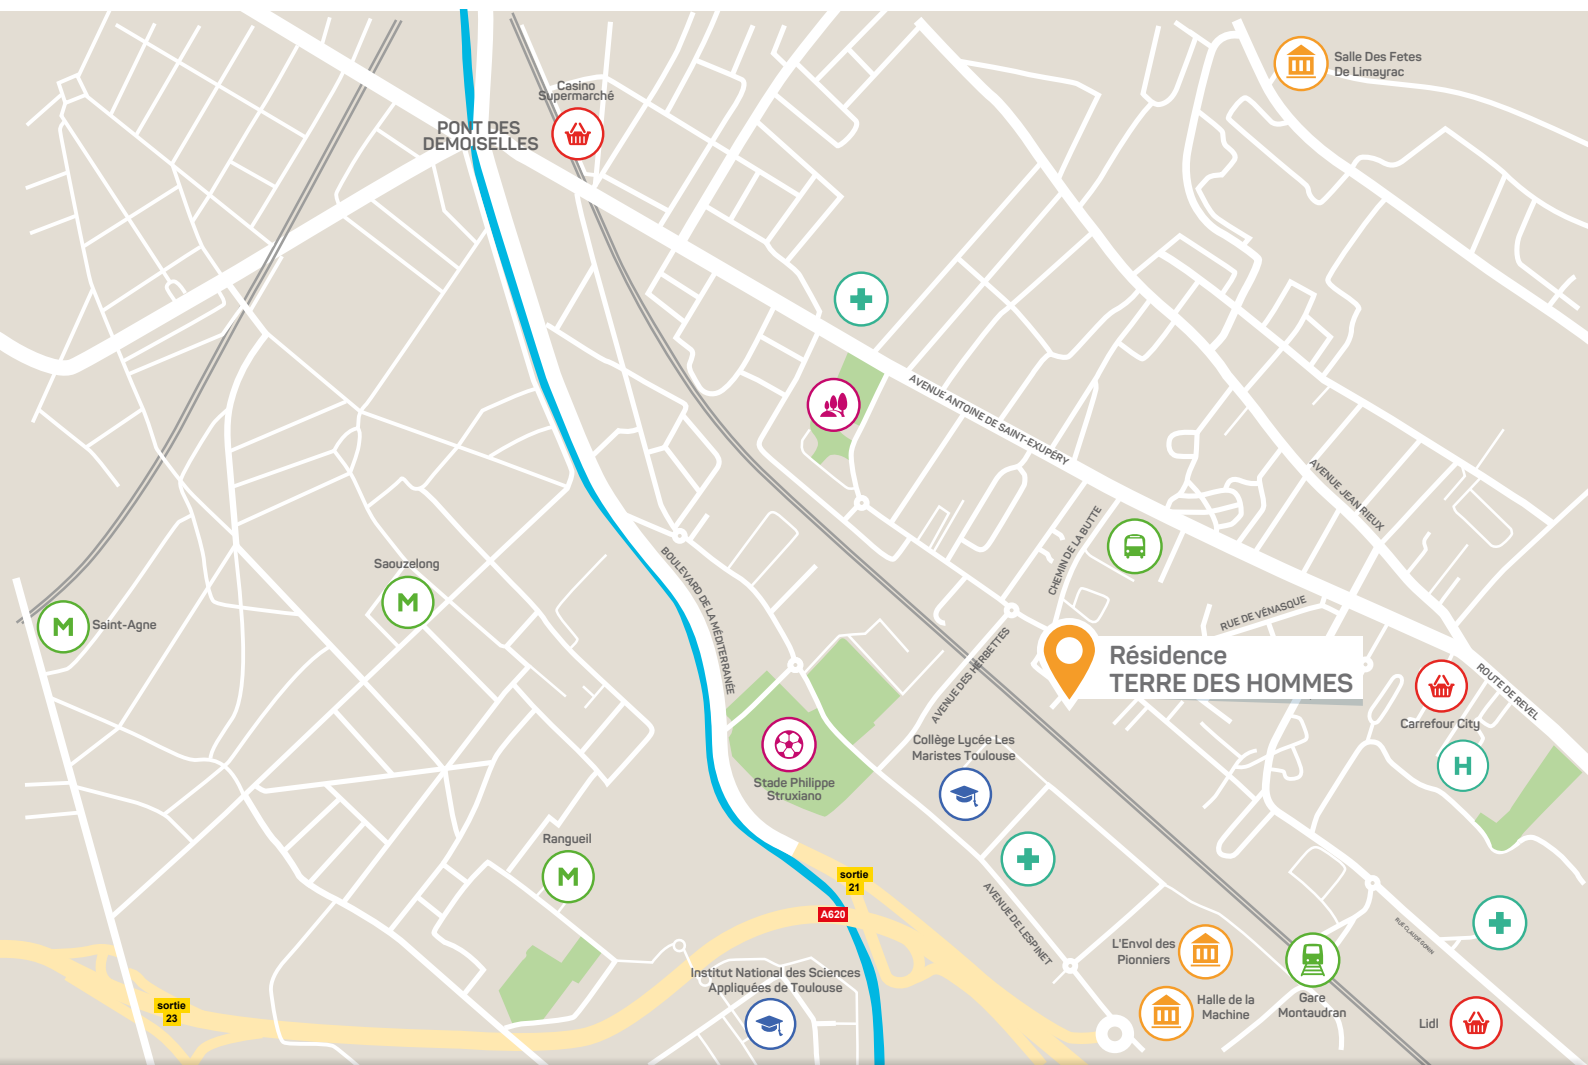 Salle Des Fetes
De Limayrac
Casino
Supermarché
PONT DES
DEMOISELLES
AVENUE ANTOINE DE SAINT-EXUPÉRY
AVENUE JEAN RIEUX
CHEMIN DE LA BUTTE
BOULEVARD DE LA MÉDITERRANÉE
Saouzelong
M
M
Saint-Agne
RUE DE VÉNASQUE
AVENUE DES HERBETTES
Résidence
TERRE DES HOMMES
ROUTE DE REVEL
Carrefour City
H
Collège Lycée Les
Maristes Toulouse
Stade Philippe
Struxiano
Rangueil
M
sortie
21
A620
AVENUE DE LESPINET
RUE CLAUDE GONIN
L'Envol des
Pionniers
Institut National des Sciences
Appliquées de Toulouse
Halle de la
Machine
Gare
Montaudran
sortie
23
Lidl